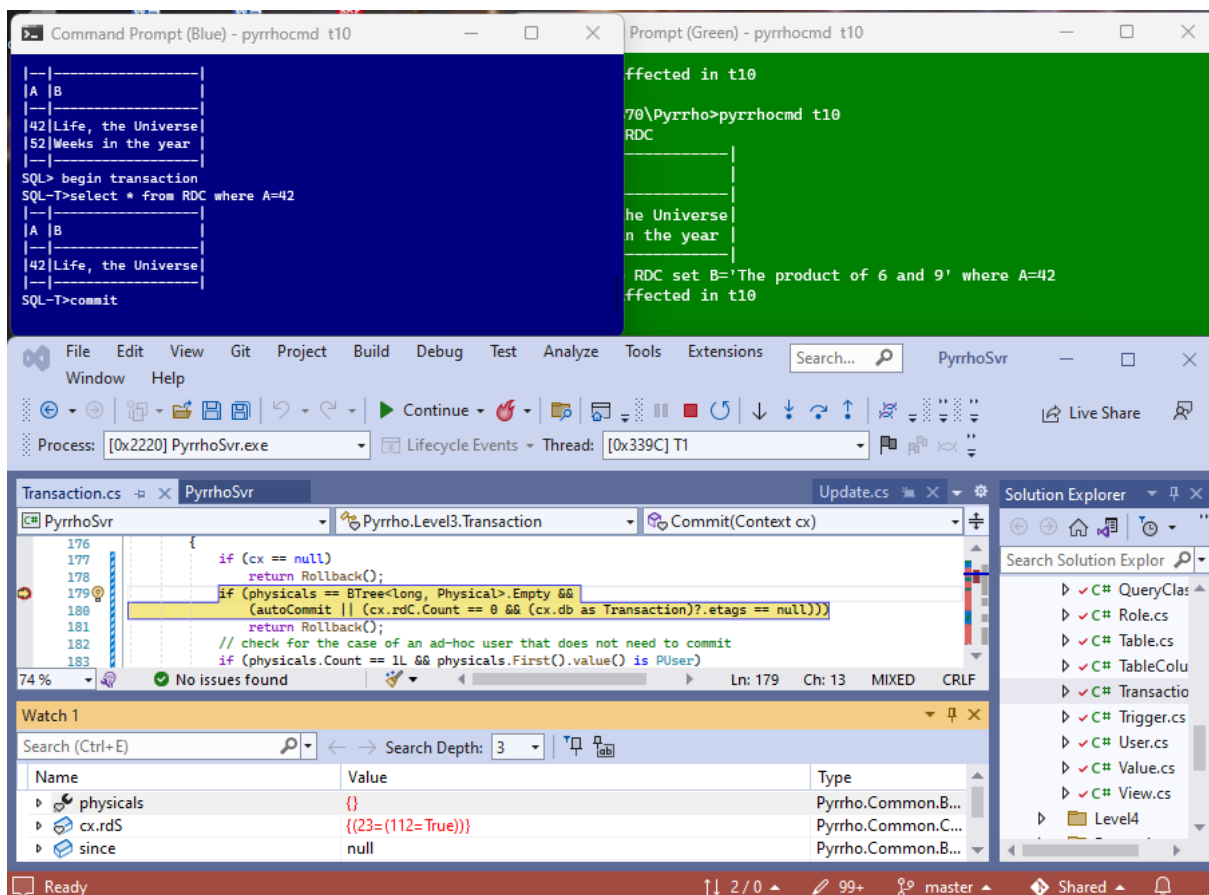 Command Prompt (Blue) - pyrrhocmd t10
|--|------------------|
|A |B                 |
|--|------------------|
|42|Life, the Universe|
|52|Weeks in the year |
|--|------------------|
SQL> begin transaction
SQL-T>select * from RDC where A=42
|--|------------------|
|A |B                 |
|--|------------------|
|42|Life, the Universe|
|--|------------------|
SQL-T>commit
Prompt (Green) - pyrrhocmd t10
ffected in t10
70\Pyrrho>pyrrhocmd t10
RDC
------------|
|
------------|
he Universe|
n the year |
------------|
RDC set B='The product of 6 and 9' where A=42
ffected in t10
File Edit View Git Project Build Debug Test Analyze Tools Extensions Search... PyrrhoSvr
Window Help
Continue Live Share
Process: [0x2220] PyrrhoSvr.exe Lifecycle Events Thread: [0x339C] T1
Transaction.cs PyrrhoSvr Update.cs
PyrrhoSvr Pyrrho.Level3.Transaction Commit(Context cx)
176 {
177 if (cx == null)
178 return Rollback();
179 if (physicals == BTree<long, Physical>.Empty &&
180 (autoCommit || (cx.rdC.Count == 0 && (cx.db as Transaction)?.etags == null)))
181 return Rollback();
182 // check for the case of an ad-hoc user that does not need to commit
183 if (physicals.Count == 1L && physicals.First().value() is PUser)
74 % No issues found Ln: 179 Ch: 13 MIXED CRLF
Watch 1
Search (Ctrl+E) Search Depth: 3
Name Value Type
physicals {} Pyrrho.Common.B...
cx.rdS {(23=(112=True))} Pyrrho.Common.C...
since null Pyrrho.Common.B...
Solution Explorer
Search Solution Explor
C# QueryClas
C# Role.cs
C# Table.cs
C# TableColu
C# Transactio
C# Trigger.cs
C# User.cs
C# Value.cs
C# View.cs
Level4
Ready 2 / 0 99+ master Shared